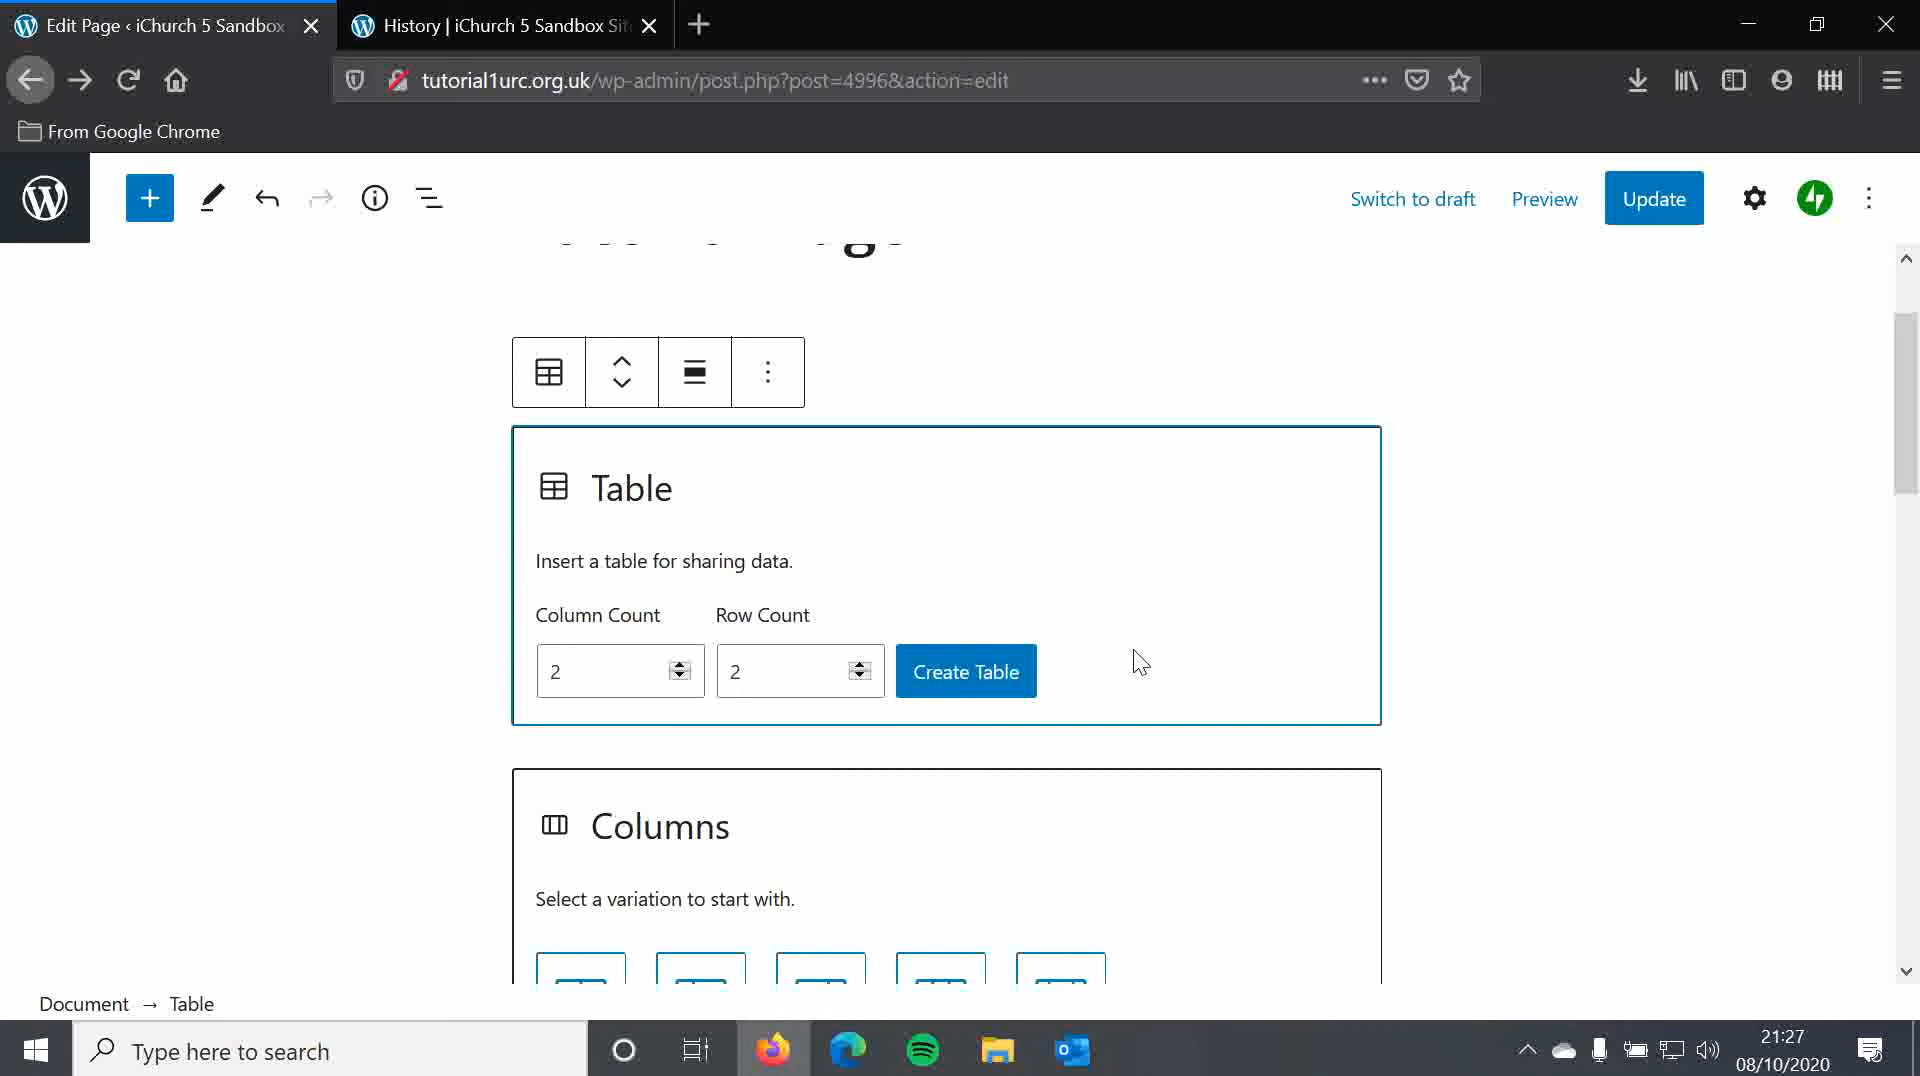 Edit Page ‹ iChurch 5 Sandbox
History | iChurch 5 Sandbox Sit
tutorial1urc.org.uk/wp-admin/post.php?post=4996&action=edit
From Google Chrome
Switch to draft
Preview
Update
Table
Insert a table for sharing data.
Column Count
Row Count
2
2
Create Table
Columns
Select a variation to start with.
Document → Table
Type here to search
21:27
08/10/2020